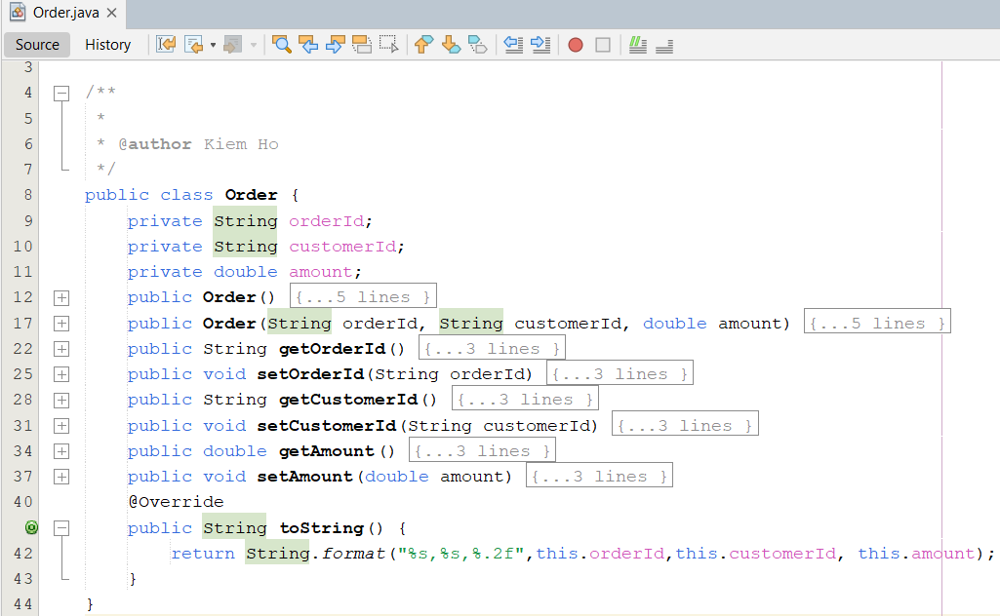 Order.java
Source History
3
4 /**
5 *
6 * @author Kiem Ho
7 */
8 public class Order {
9 private String orderId;
10 private String customerId;
11 private double amount;
12 public Order() {...5 lines }
17 public Order(String orderId, String customerId, double amount) {...5 lines }
22 public String getOrderId() {...3 lines }
25 public void setOrderId(String orderId) {...3 lines }
28 public String getCustomerId() {...3 lines }
31 public void setCustomerId(String customerId) {...3 lines }
34 public double getAmount() {...3 lines }
37 public void setAmount(double amount) {...3 lines }
40 @Override
public String toString() {
42 return String.format("%s,%s,%.2f",this.orderId,this.customerId, this.amount);
43 }
44 }